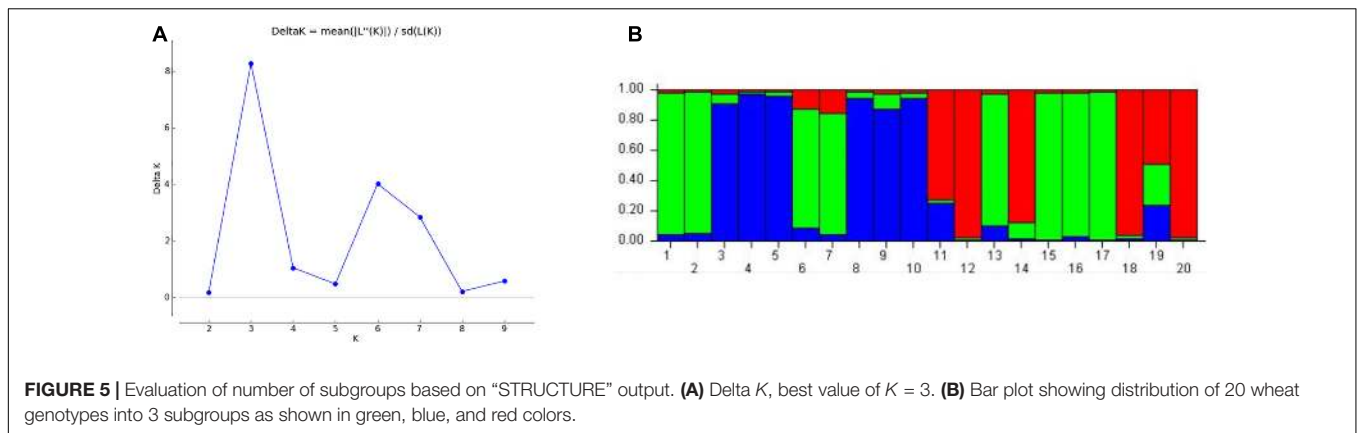 A
DeltaK = mean(|L''(K)|) / sd(L(K))
Delta K
8
6
4
2
0
2 3 4 5 6 7 8 9
K
B
1.00
0.80
0.60
0.40
0.20
0.00
1 3 5 7 9 11 13 15 17 19
2 4 6 8 10 12 14 16 18 20
FIGURE 5 | Evaluation of number of subgroups based on “STRUCTURE” output. (A) Delta K, best value of K = 3. (B) Bar plot showing distribution of 20 wheat
genotypes into 3 subgroups as shown in green, blue, and red colors.